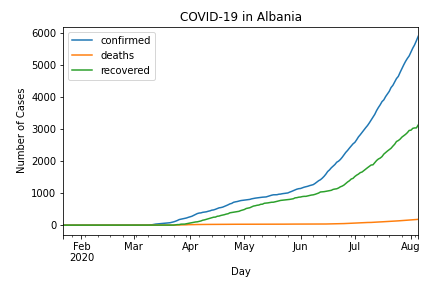 COVID-19 in Albania
confirmed
deaths
recovered
6000
5000
4000
3000
2000
1000
0
Number of Cases
Feb Mar Apr May Jun Jul Aug
2020
Day